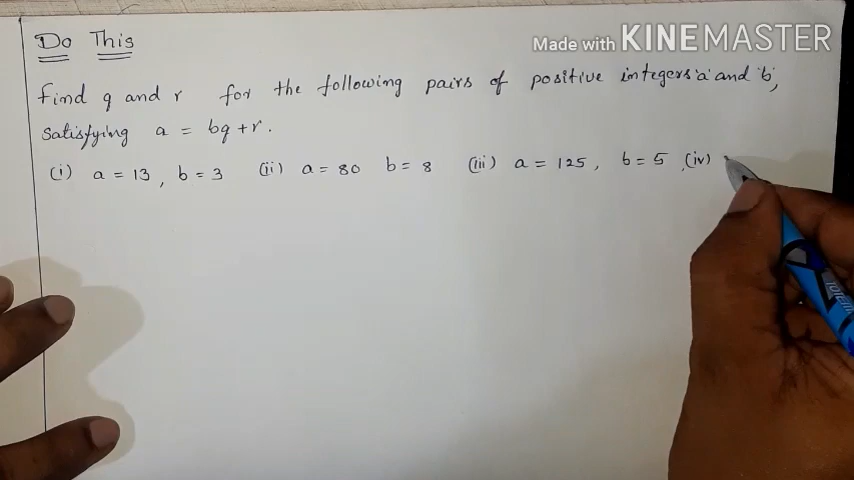 Do This
Made with KINEMASTER
Find q and r for the following pairs of positive integers 'a' and 'b',
satisfying a = bq + r.
(i) a = 13, b = 3 (ii) a = 80 b = 8 (iii) a = 125, b = 5, (iv)